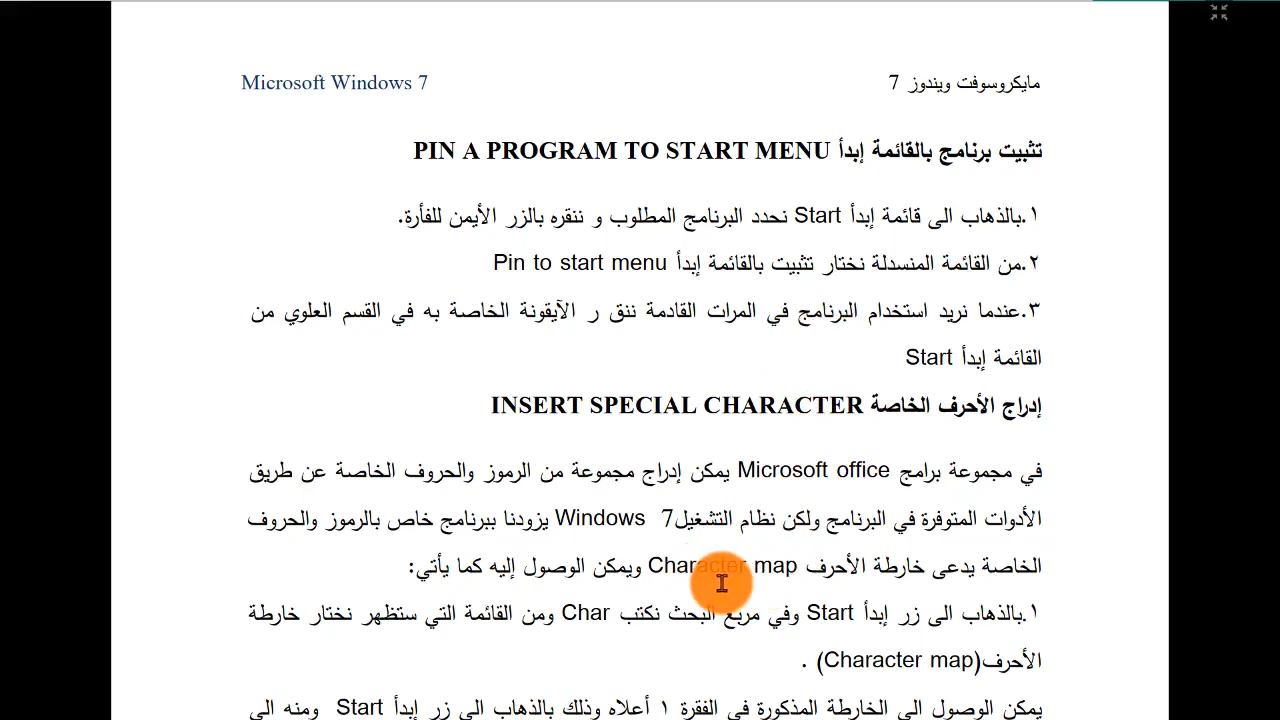 مايكروسوفت ويندوز 7 Microsoft Windows 7
تثبيت برنامج بالقائمة إبدأ PIN A PROGRAM TO START MENU
١.بالذهاب الى قائمة إبدأ Start نحدد البرنامج المطلوب و ننقره بالزر الأيمن للفأرة.
٢.من القائمة المنسدلة نختار تثبيت بالقائمة إبدأ Pin to start menu
٣.عندما نريد استخدام البرنامج في المرات القادمة ننق ر الآيقونة الخاصة به في القسم العلوي من
القائمة إبدأ Start
إدراج الأحرف الخاصة INSERT SPECIAL CHARACTER
في مجموعة برامج Microsoft office يمكن إدراج مجموعة من الرموز والحروف الخاصة عن طريق
الأدوات المتوفرة في البرنامج ولكن نظام التشغيل7 Windows يزودنا ببرنامج خاص بالرموز والحروف
الخاصة يدعى خارطة الأحرف Character map ويمكن الوصول إليه كما يأتي:
١.بالذهاب الى زر إبدأ Start وفي مربع البحث نكتب Char ومن القائمة التي ستظهر نختار خارطة
الأحرف(Character map) .
يمكن الوصول الى الخارطة المذكورة في الفقرة ١ أعلاه وذلك بالذهاب الى زر إبدأ Start ومنه الى